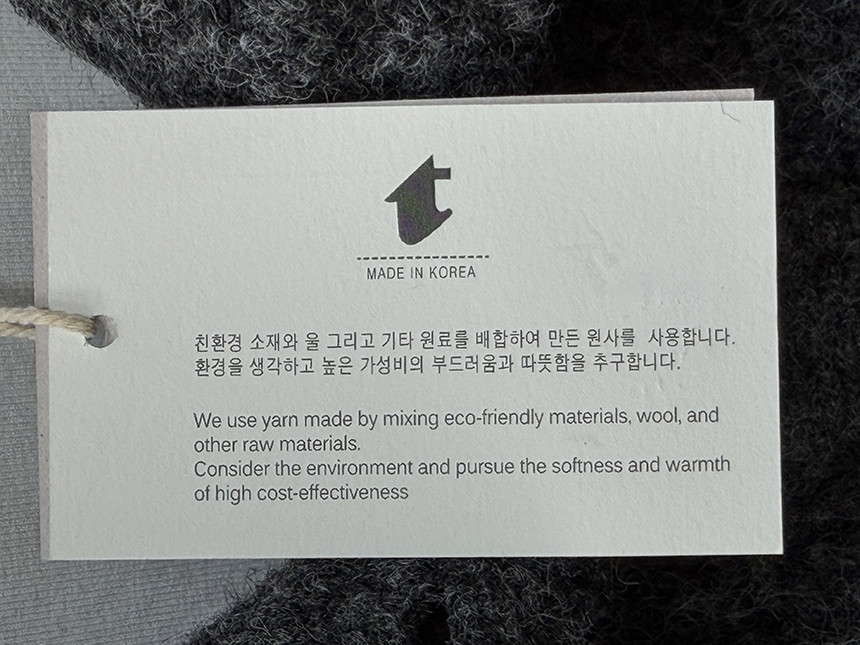 t
MADE IN KOREA
친환경 소재와 울 그리고 기타 원료를 배합하여 만든 원사를 사용합니다.
환경을 생각하고 높은 가성비의 부드러움과 따뜻함을 추구합니다.
We use yarn made by mixing eco-friendly materials, wool, and
other raw materials.
Consider the environment and pursue the softness and warmth
of high cost-effectiveness